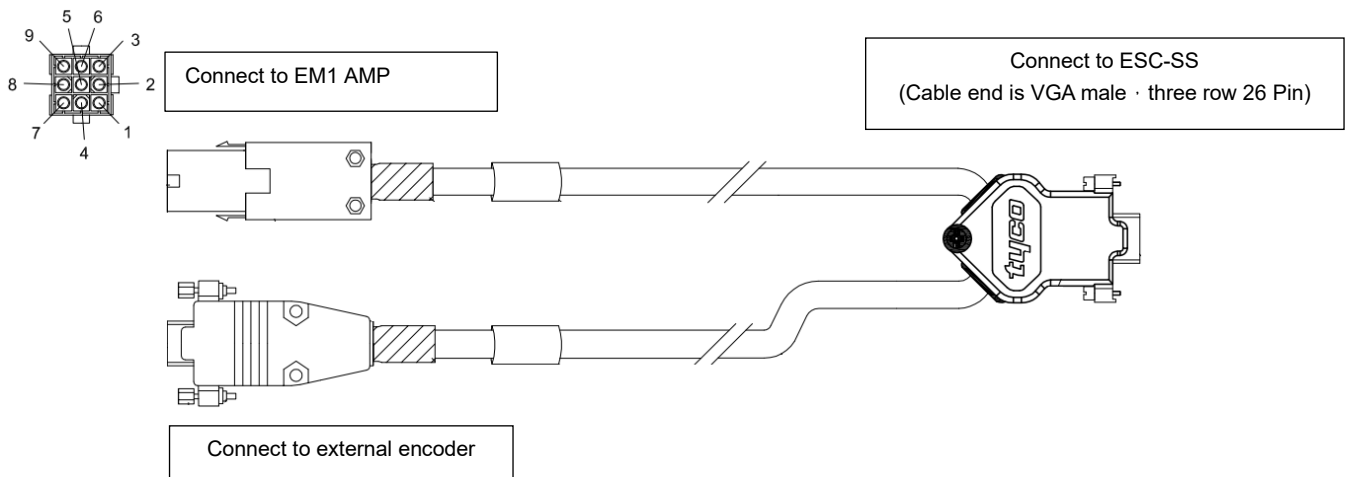 5 6
9 3
8 2
7 1
4
Connect to EM1 AMP
Connect to ESC-SS
(Cable end is VGA male · three row 26 Pin)
tyco
Connect to external encoder